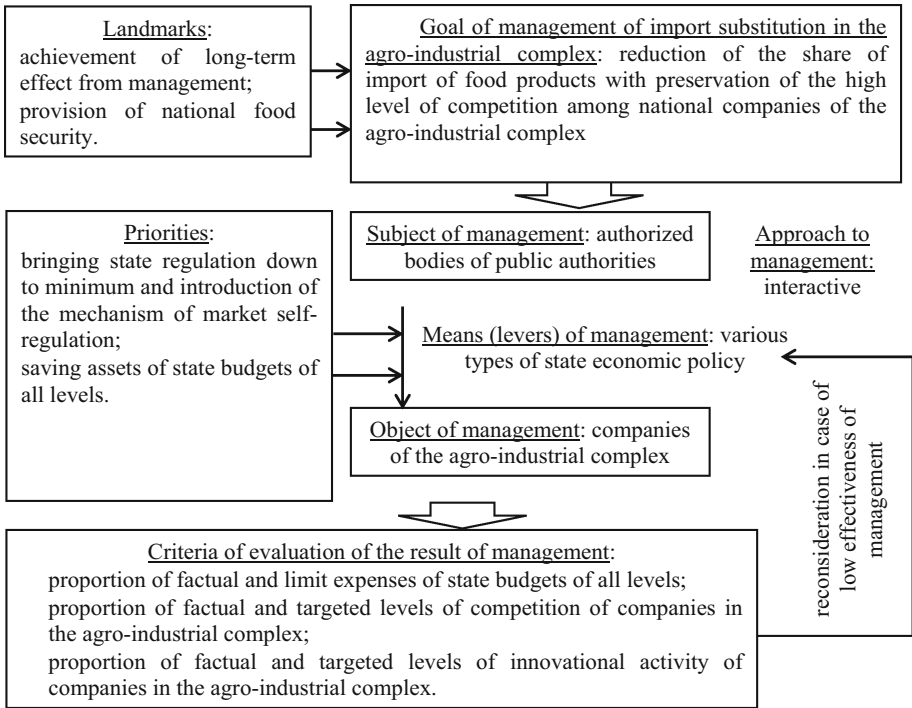 Landmarks:
achievement of long-term
effect from management;
provision of national food
security.
Goal of management of import substitution in the
agro-industrial complex: reduction of the share of
import of food products with preservation of the high
level of competition among national companies of the
agro-industrial complex
Priorities:
bringing state regulation down
to minimum and introduction of
the mechanism of market self-
regulation;
saving assets of state budgets of
all levels.
Subject of management: authorized
bodies of public authorities
Approach to
management:
interactive
Means (levers) of management: various
types of state economic policy
Object of management: companies
of the agro-industrial complex
reconsideration in case of
low effectiveness of
management
Criteria of evaluation of the result of management:
proportion of factual and limit expenses of state budgets of all levels;
proportion of factual and targeted levels of competition of companies in
the agro-industrial complex;
proportion of factual and targeted levels of innovational activity of
companies in the agro-industrial complex.